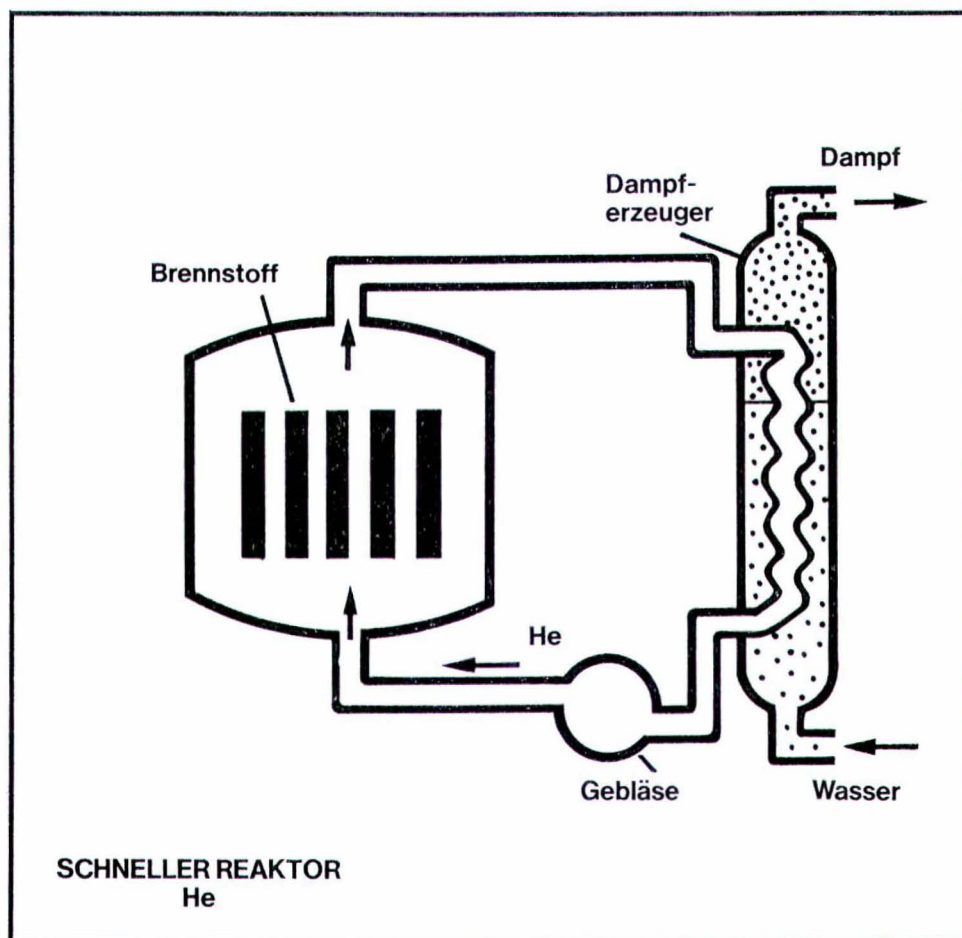 Dampf
Dampf-
erzeuger
Brennstoff
He
Gebläse
Wasser
SCHNELLER REAKTOR
He